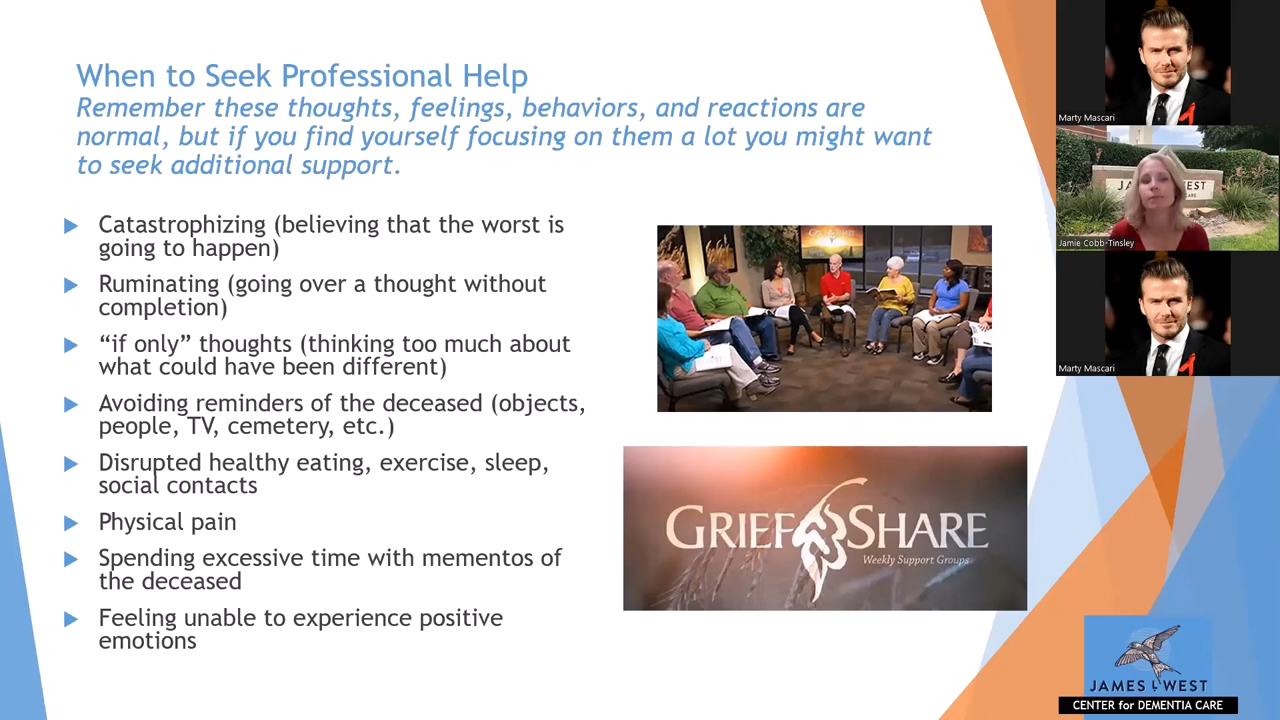 When to Seek Professional Help
Remember these thoughts, feelings, behaviors, and reactions are
normal, but if you find yourself focusing on them a lot you might want
to seek additional support.
Catastrophizing (believing that the worst is
going to happen)
Ruminating (going over a thought without
completion)
“if only” thoughts (thinking too much about
what could have been different)
Avoiding reminders of the deceased (objects,
people, TV, cemetery, etc.)
Disrupted healthy eating, exercise, sleep,
social contacts
Physical pain
Spending excessive time with mementos of
the deceased
Feeling unable to experience positive
emotions
GRIEF SHARE
Weekly Support Groups
Marty Mascari
Jamie Cobb-Tinsley
Marty Mascari
JAMES L WEST
CENTER for DEMENTIA CARE